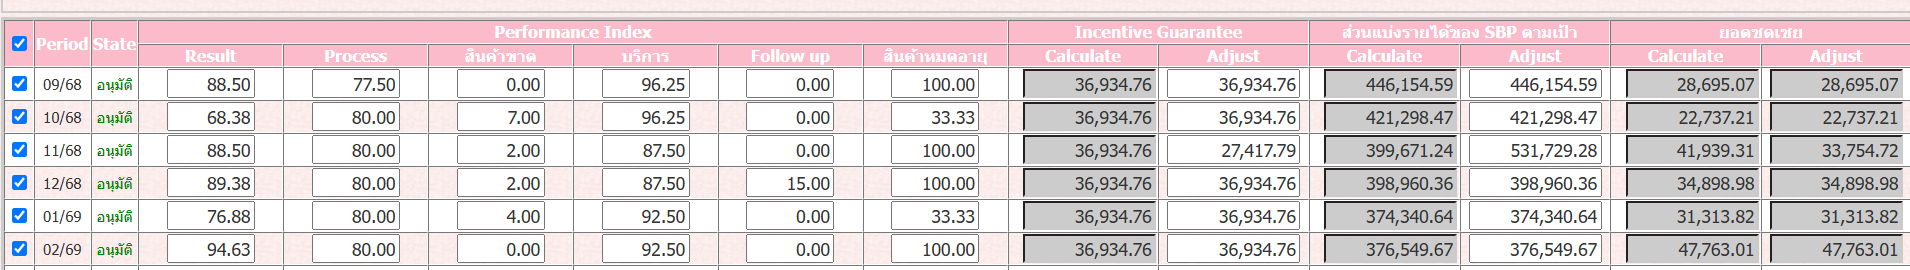 Period State Performance Index Incentive Guarantee ส่วนแบ่งรายได้ของ SBP ตามเป้า ยอดชดเชย
Result Process สินค้าขาด บริการ Follow up สินค้าหมดอายุ Calculate Adjust Calculate Adjust Calculate Adjust
09/68 อนุมัติ 88.50 77.50 0.00 96.25 0.00 100.00 36,934.76 36,934.76 446,154.59 446,154.59 28,695.07 28,695.07
10/68 อนุมัติ 68.38 80.00 7.00 96.25 0.00 33.33 36,934.76 36,934.76 421,298.47 421,298.47 22,737.21 22,737.21
11/68 อนุมัติ 88.50 80.00 2.00 87.50 0.00 100.00 36,934.76 27,417.79 399,671.24 531,729.28 41,939.31 33,754.72
12/68 อนุมัติ 89.38 80.00 2.00 87.50 15.00 100.00 36,934.76 36,934.76 398,960.36 398,960.36 34,898.98 34,898.98
01/69 อนุมัติ 76.88 80.00 4.00 92.50 0.00 33.33 36,934.76 36,934.76 374,340.64 374,340.64 31,313.82 31,313.82
02/69 อนุมัติ 94.63 80.00 0.00 92.50 0.00 100.00 36,934.76 36,934.76 376,549.67 376,549.67 47,763.01 47,763.01